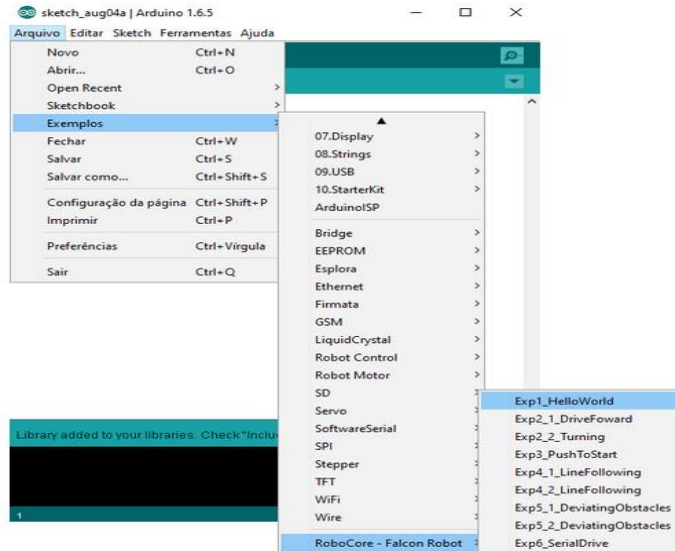 sketch_aug04a | Arduino 1.6.5
Arquivo Editar Sketch Ferramentas Ajuda
Novo Ctrl+N
Abrir... Ctrl+O
Open Recent
Sketchbook
Exemplos
Fechar Ctrl+W
Salvar Ctrl+S
Salvar como... Ctrl+Shift+S
Configuração da página Ctrl+Shift+P
Imprimir Ctrl+P
Preferências Ctrl+Vírgula
Sair Ctrl+Q
07.Display
08.Strings
09.USB
10.StarterKit
ArduinoISP
Bridge
EEPROM
Esplora
Ethernet
Firmata
GSM
LiquidCrystal
Robot Control
Robot Motor
SD
Servo
SoftwareSerial
SPI
Stepper
TFT
WiFi
Wire
RoboCore - Falcon Robot
Exp1_HelloWorld
Exp2_1_DriveFoward
Exp2_2_Turning
Exp3_PushToStart
Exp4_1_LineFollowing
Exp4_2_LineFollowing
Exp5_1_DeviatingObstacles
Exp5_2_DeviatingObstacles
Exp6_SerialDrive
Library added to your libraries. Check "Inclu
1